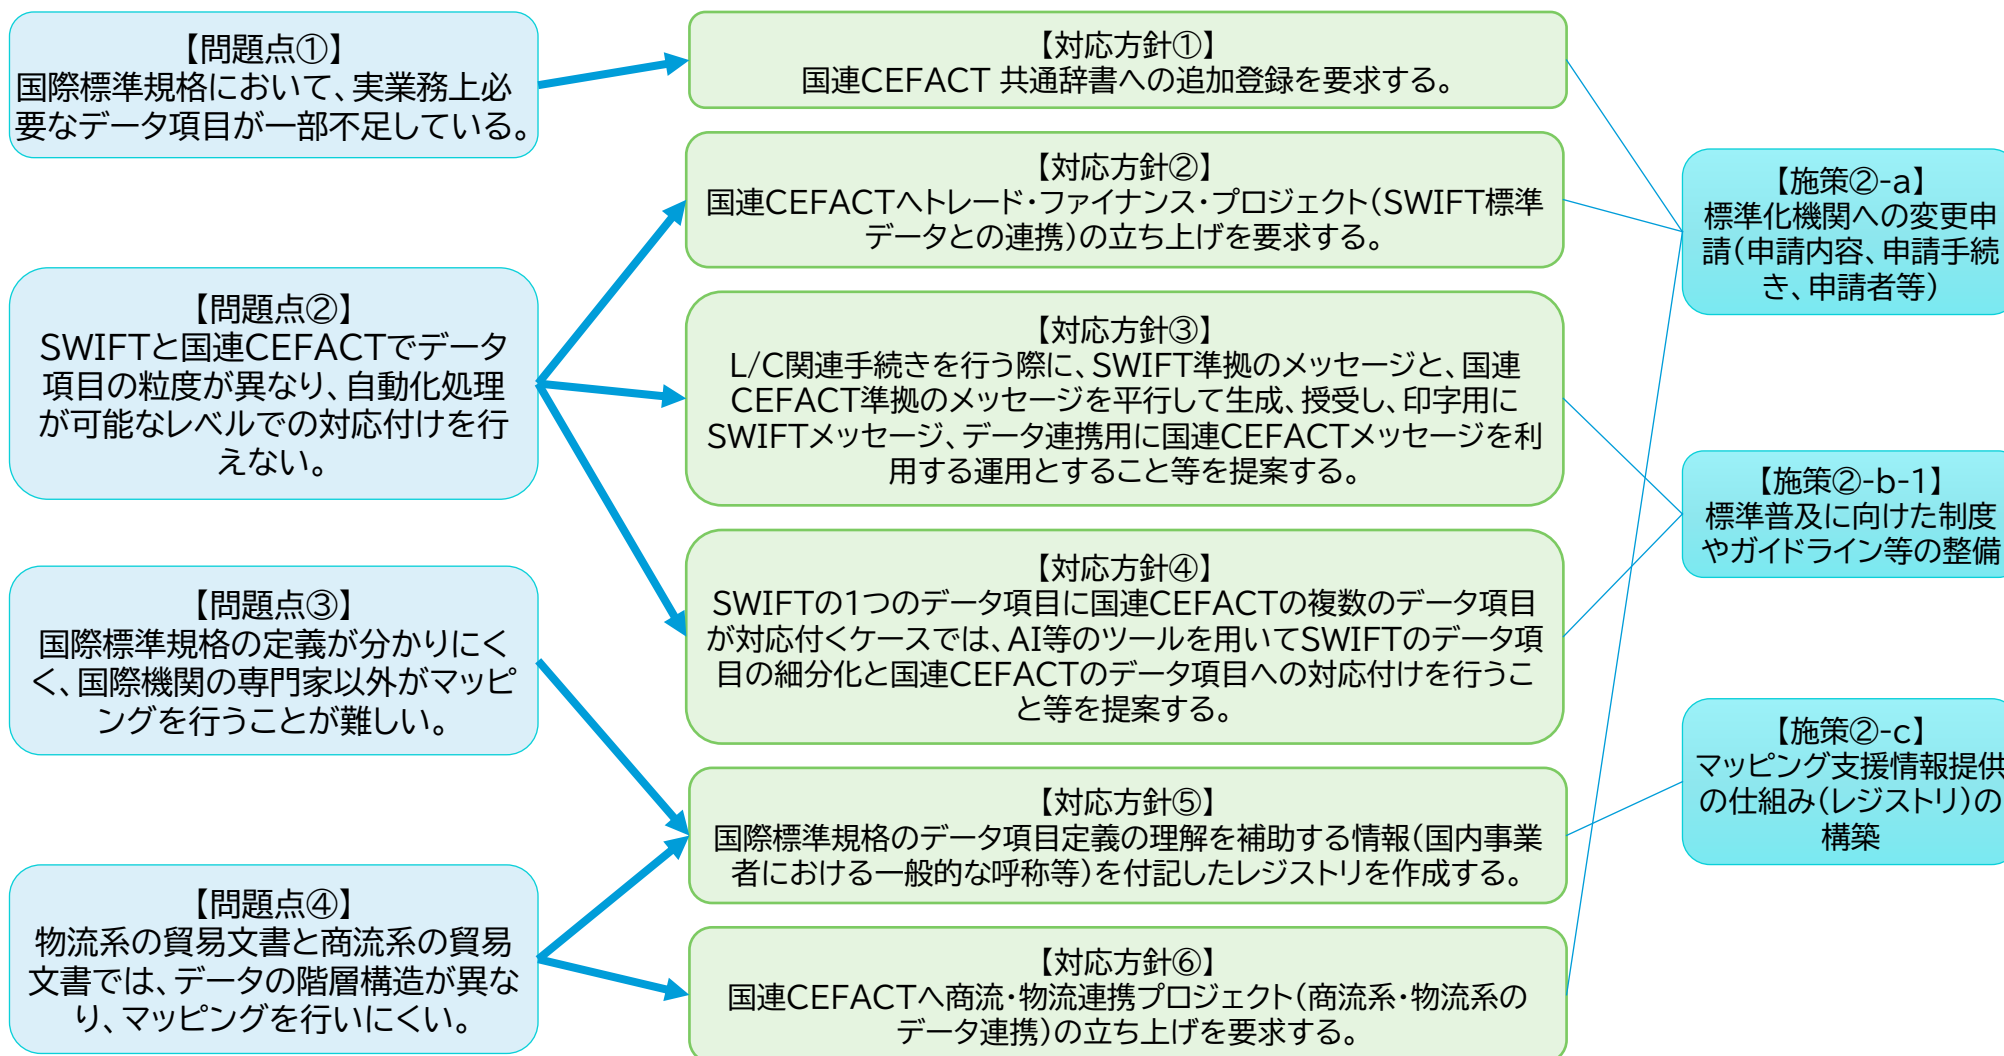 【問題点①】
国際標準規格において、実業務上必
要なデータ項目が一部不足している。
【問題点②】
SWIFTと国連CEFACTでデータ
項目の粒度が異なり、自動化処理
が可能なレベルでの対応付けを行
えない。
【問題点③】
国際標準規格の定義が分かりにく
く、国際機関の専門家以外がマッピ
ングを行うことが難しい。
【問題点④】
物流系の貿易文書と商流系の貿易
文書では、データの階層構造が異な
り、マッピングを行いにくい。
【対応方針①】
国連CEFACT 共通辞書への追加登録を要求する。
【対応方針②】
国連CEFACTへトレード・ファイナンス・プロジェクト(SWIFT標準
データとの連携)の立ち上げを要求する。
【対応方針③】
L/C関連手続きを行う際に、SWIFT準拠のメッセージと、国連
CEFACT準拠のメッセージを平行して生成、授受し、印字用に
SWIFTメッセージ、データ連携用に国連CEFACTメッセージを利
用する運用とすること等を提案する。
【対応方針④】
SWIFTの1つのデータ項目に国連CEFACTの複数のデータ項目
が対応付くケースでは、AI等のツールを用いてSWIFTのデータ項
目の細分化と国連CEFACTのデータ項目への対応付けを行うこ
と等を提案する。
【対応方針⑤】
国際標準規格のデータ項目定義の理解を補助する情報(国内事業
者における一般的な呼称等)を付記したレジストリを作成する。
【対応方針⑥】
国連CEFACTへ商流・物流連携プロジェクト(商流系・物流系の
データ連携)の立ち上げを要求する。
【施策②-a】
標準化機関への変更申
請(申請内容、申請手続
き、申請者等)
【施策②-b-1】
標準普及に向けた制度
やガイドライン等の整備
【施策②-c】
マッピング支援情報提供
の仕組み(レジストリ)の
構築